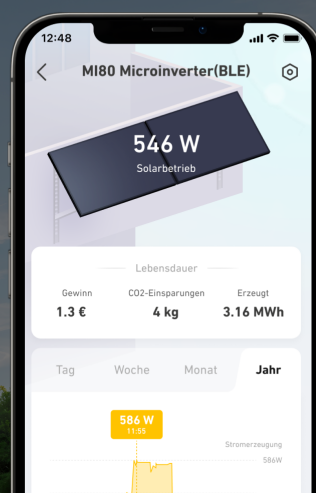 12:48
MI80 Microinverter(BLE)
546 W
Solarbetrieb
Lebensdauer
Gewinn CO2-Einsparungen Erzeugt
1.3 € 4 kg 3.16 MWh
Tag Woche Monat Jahr
586 W
11:55
Stromerzeugung
586W